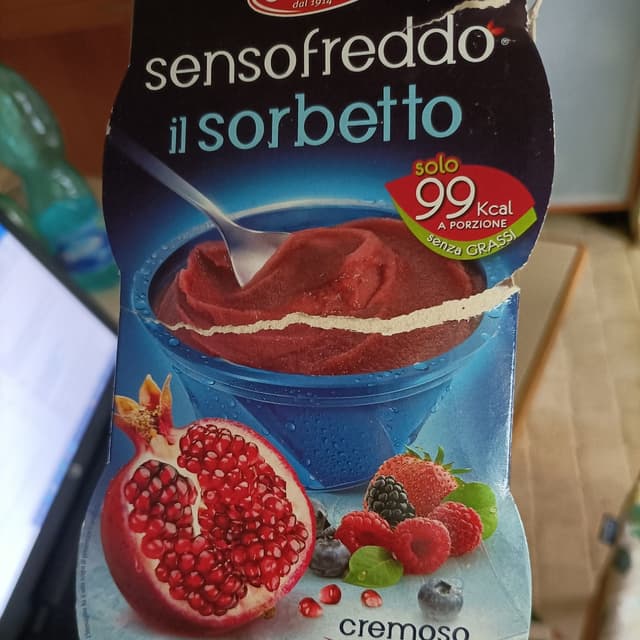 dal 1914
sensofreddo®
il sorbetto
solo
99 Kcal
A PORZIONE
senza GRASSI
cremoso